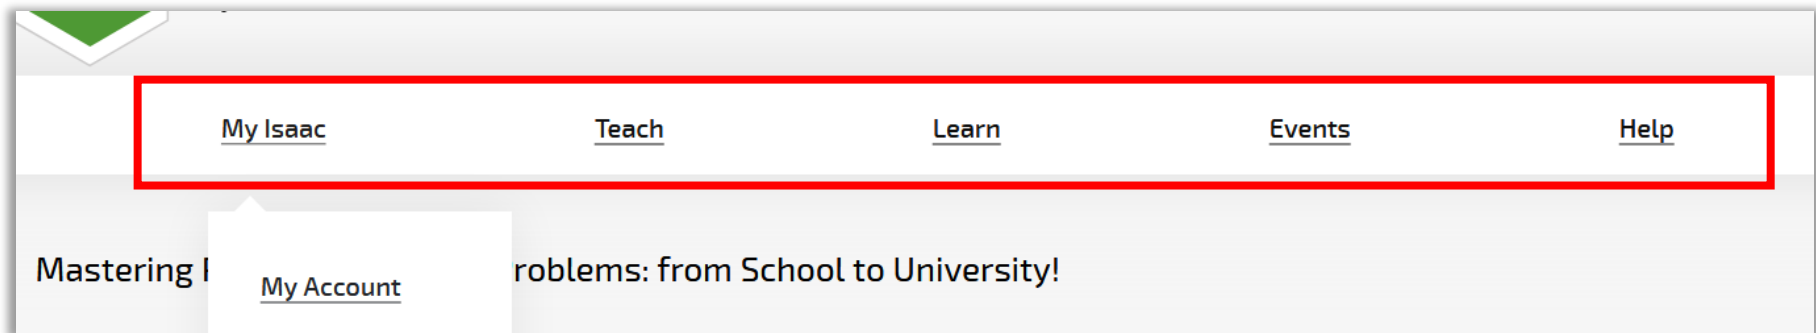 My Isaac Teach Learn Events Help
Mastering roblems: from School to University!
My Account